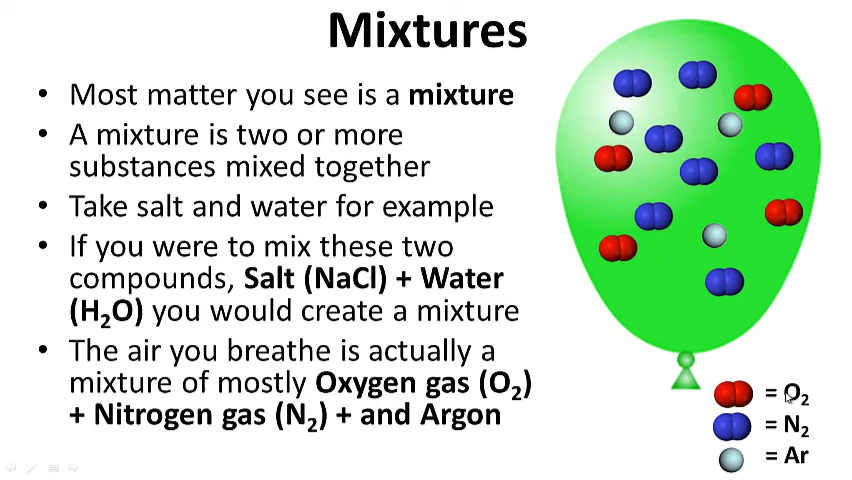 Mixtures
• Most matter you see is a mixture
• A mixture is two or more
substances mixed together
• Take salt and water for example
• If you were to mix these two
compounds, Salt (NaCl) + Water
(H₂O) you would create a mixture
• The air you breathe is actually a
mixture of mostly Oxygen gas (O₂)
+ Nitrogen gas (N₂) + and Argon
= O₂
= N₂
= Ar